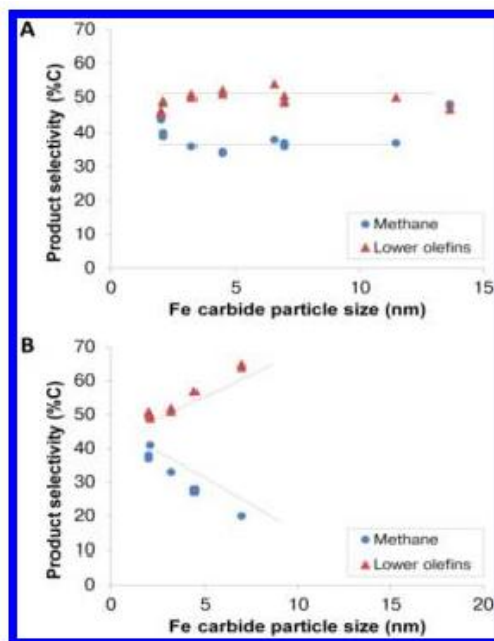 A
70
60
50
40
30
20
10
0
Product selectivity (%C)
Methane
Lower olefins
0 5 10 15
Fe carbide particle size (nm)
B
70
60
50
40
30
20
10
0
Product selectivity (%C)
Methane
Lower olefins
0 5 10 15 20
Fe carbide particle size (nm)